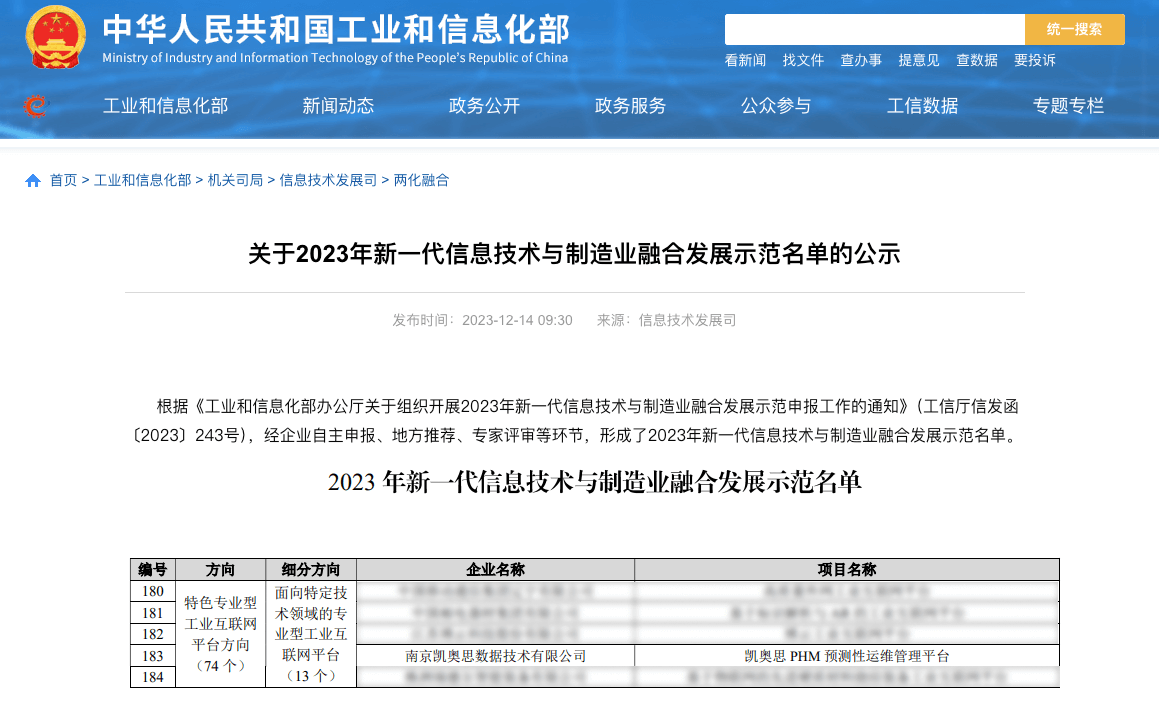 中华人民共和国工业和信息化部
Ministry of Industry and Information Technology of the People's Republic of China
统一搜索
看新闻 找文件 查办事 提意见 查数据 要投诉
工业和信息化部 新闻动态 政务公开 政务服务 公众参与 工信数据 专题专栏
首页 > 工业和信息化部 > 机关司局 > 信息技术发展司 > 两化融合
关于2023年新一代信息技术与制造业融合发展示范名单的公示
发布时间：2023-12-14 09:30 来源：信息技术发展司
根据《工业和信息化部办公厅关于组织开展2023年新一代信息技术与制造业融合发展示范申报工作的通知》（工信厅信发函
〔2023〕243号），经企业自主申报、地方推荐、专家评审等环节，形成了2023年新一代信息技术与制造业融合发展示范名单。
2023 年新一代信息技术与制造业融合发展示范名单
编号 方向 细分方向 企业名称 项目名称
180
181
182
183
184
特色专业型
工业互联网
平台方向
（74 个）
面向特定技
术领域的专
业型工业互
联网平台
（13 个）
南京凯奥思数据技术有限公司 凯奥思 PHM 预测性运维管理平台